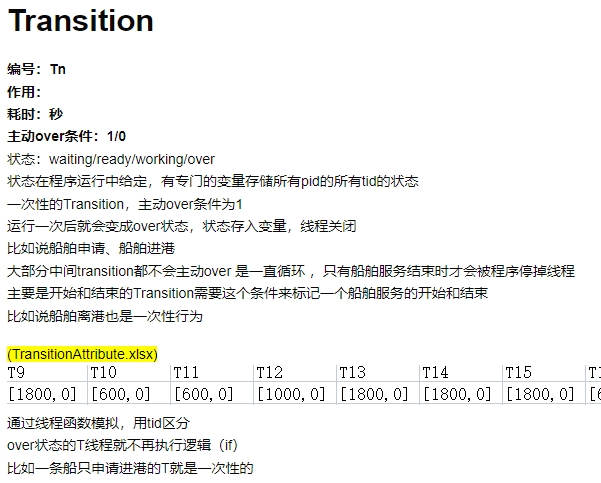 Transition
编号：Tn
作用：
耗时：秒
主动over条件：1/0
状态：waiting/ready/working/over
状态在程序运行中给定，有专门的变量存储所有pid的所有tid的状态
一次性的Transition，主动over条件为1
运行一次后就会变成over状态，状态存入变量，线程关闭
比如说船舶申请、船舶进港
大部分中间transition都不会主动over 是一直循环 ，只有船舶服务结束时才会被程序停掉线程
主要是开始和结束的Transition需要这个条件来标记一个船舶服务的开始和结束
比如说船舶离港也是一次性行为
(TransitionAttribute.xlsx)
T9 T10 T11 T12 T13 T14 T15
[1800,0] [600,0] [600,0] [1000,0] [1800,0] [1800,0] [1800,0]
通过线程函数模拟，用tid区分
over状态的T线程就不再执行逻辑（if）
比如一条船只申请进港的T就是一次性的